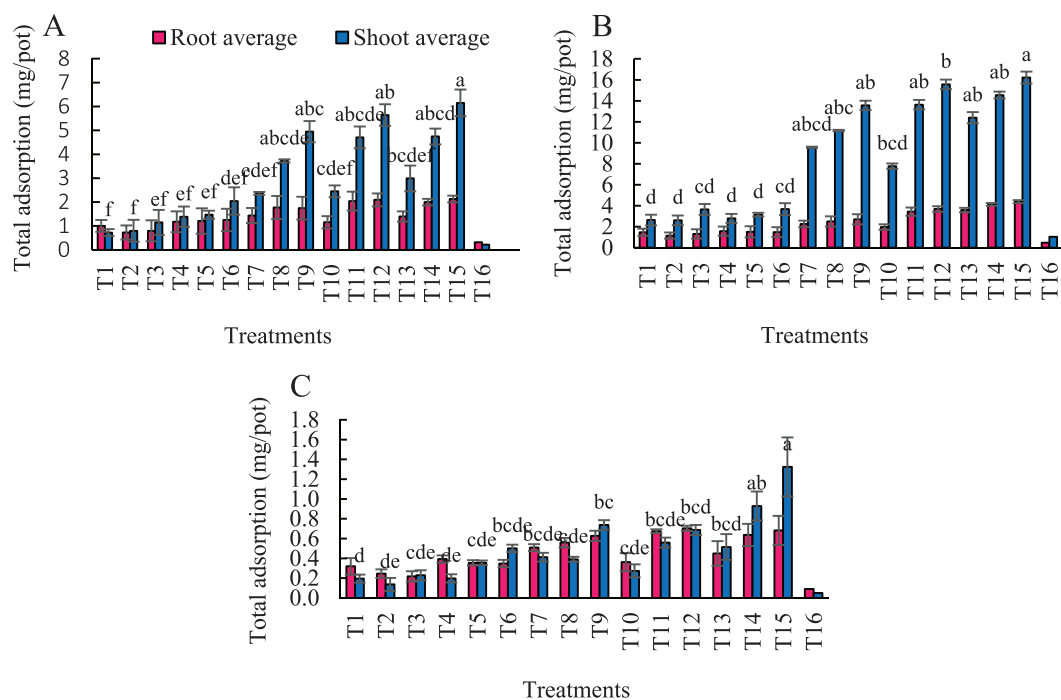 A
Root average Shoot average
Total adsorption (mg/pot)
8
7
6
5
4
3
2
1
0
f f ef ef ef def cdef abcde abc cdef abcde ab bcdef abcd a
T1 T2 T3 T4 T5 T6 T7 T8 T9 T10 T11 T12 T13 T14 T15 T16
Treatments
B
Total adsorption (mg/pot)
18
16
14
12
10
8
6
4
2
0
d d cd d d cd abcd abc ab bcd ab b ab ab a
T1 T2 T3 T4 T5 T6 T7 T8 T9 T10 T11 T12 T13 T14 T15 T16
Treatments
C
Total adsorption (mg/pot)
1.8
1.6
1.4
1.2
1.0
0.8
0.6
0.4
0.2
0.0
d de cde de cde bcde bcde cde bc cde bcde bcd bcd ab a
T1 T2 T3 T4 T5 T6 T7 T8 T9 T10 T11 T12 T13 T14 T15 T16
Treatments